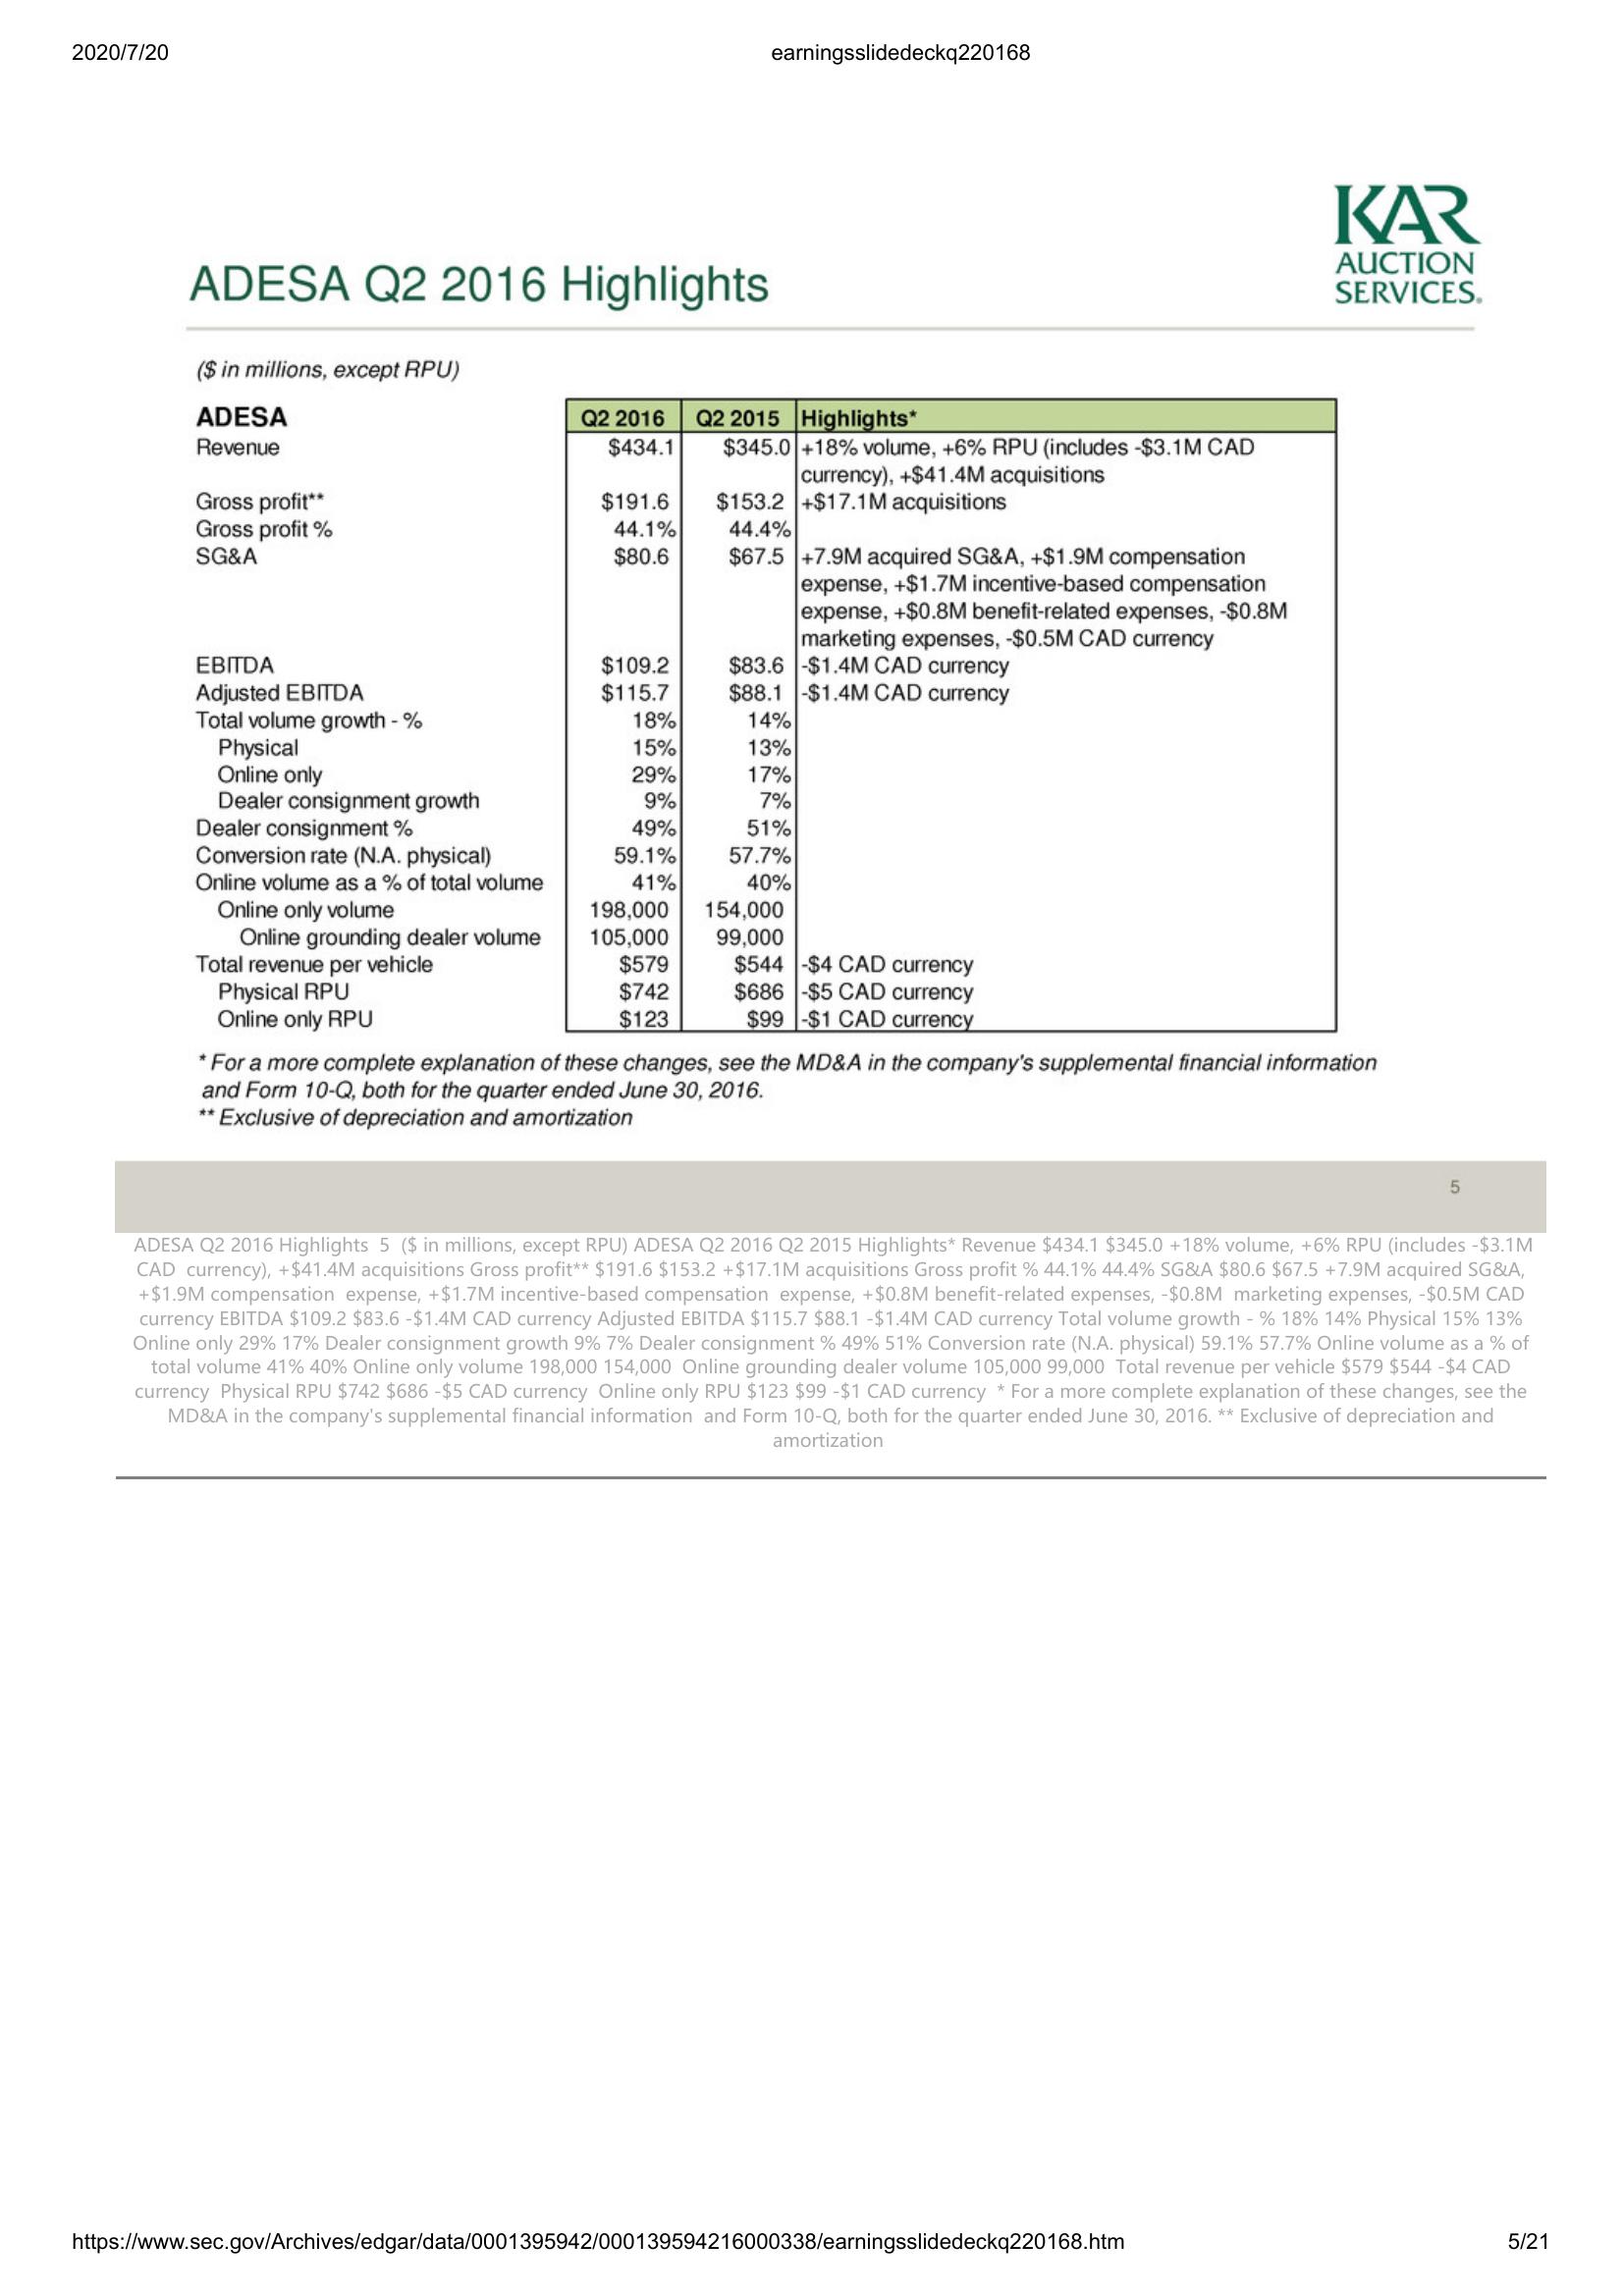 2020/7/20 earningsslidedeckq220168
KAR
AUCTION
SERVICES.
ADESA Q2 2016 Highlights
($ in millions, except RPU)
ADESA Q2 2016 Q2 2015 Highlights*
Revenue $434.1 $345.0 +18% volume, +6% RPU (includes -$3.1M CAD
currency), +$41.4M acquisitions
Gross profit** $191.6 $153.2 +$17.1M acquisitions
Gross profit % 44.1% 44.4%
SG&A $80.6 $67.5 +7.9M acquired SG&A, +$1.9M compensation
expense, +$1.7M incentive-based compensation
expense, +$0.8M benefit-related expenses, -$0.8M
marketing expenses, -$0.5M CAD currency
EBITDA $109.2 $83.6 -$1.4M CAD currency
Adjusted EBITDA $115.7 $88.1 -$1.4M CAD currency
Total volume growth - % 18% 14%
Physical 15% 13%
Online only 29% 17%
Dealer consignment growth 9% 7%
Dealer consignment % 49% 51%
Conversion rate (N.A. physical) 59.1% 57.7%
Online volume as a % of total volume 41% 40%
Online only volume 198,000 154,000
Online grounding dealer volume 105,000 99,000
Total revenue per vehicle $579 $544 -$4 CAD currency
Physical RPU $742 $686 -$5 CAD currency
Online only RPU $123 $99 -$1 CAD currency
* For a more complete explanation of these changes, see the MD&A in the company's supplemental financial information
and Form 10-Q, both for the quarter ended June 30, 2016.
** Exclusive of depreciation and amortization
5
ADESA Q2 2016 Highlights 5 ($ in millions, except RPU) ADESA Q2 2016 Q2 2015 Highlights* Revenue $434.1 $345.0 +18% volume, +6% RPU (includes -$3.1M
CAD currency), +$41.4M acquisitions Gross profit** $191.6 $153.2 +$17.1M acquisitions Gross profit % 44.1% 44.4% SG&A $80.6 $67.5 +7.9M acquired SG&A,
+$1.9M compensation expense, +$1.7M incentive-based compensation expense, +$0.8M benefit-related expenses, -$0.8M marketing expenses, -$0.5M CAD
currency EBITDA $109.2 $83.6 -$1.4M CAD currency Adjusted EBITDA $115.7 $88.1 -$1.4M CAD currency Total volume growth - % 18% 14% Physical 15% 13%
Online only 29% 17% Dealer consignment growth 9% 7% Dealer consignment % 49% 51% Conversion rate (N.A. physical) 59.1% 57.7% Online volume as a % of
total volume 41% 40% Online only volume 198,000 154,000 Online grounding dealer volume 105,000 99,000 Total revenue per vehicle $579 $544 -$4 CAD
currency Physical RPU $742 $686 -$5 CAD currency Online only RPU $123 $99 -$1 CAD currency * For a more complete explanation of these changes, see the
MD&A in the company's supplemental financial information and Form 10-Q, both for the quarter ended June 30, 2016. ** Exclusive of depreciation and
amortization
https://www.sec.gov/Archives/edgar/data/0001395942/000139594216000338/earningsslidedeckq220168.htm 5/21